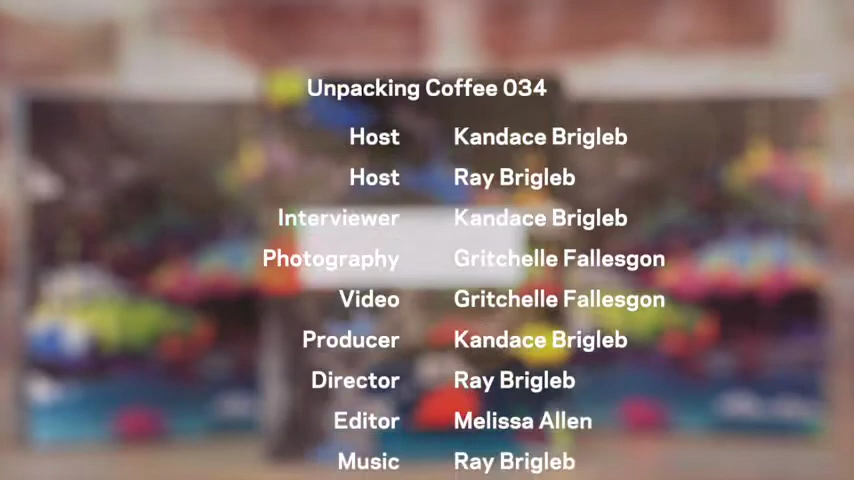 Unpacking Coffee 034
Host Kandace Brigleb
Host Ray Brigleb
Interviewer Kandace Brigleb
Photography Gritchelle Fallesgon
Video Gritchelle Fallesgon
Producer Kandace Brigleb
Director Ray Brigleb
Editor Melissa Allen
Music Ray Brigleb